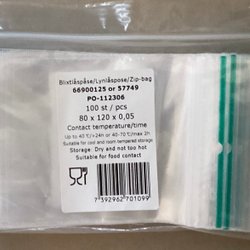 Blixtlåspåse/Lynlåspose/Zip-bag
66900125 or 57749
PO-112306
100 st / pcs
80 x 120 x 0,05
Contact temperature/time
Up to 40 °C/>24h or 40-70 °C/max 2h
Suitable for cool and room tempered storage
Storage: Dry and not too hot
Suitable for food contact
7 392962 701099